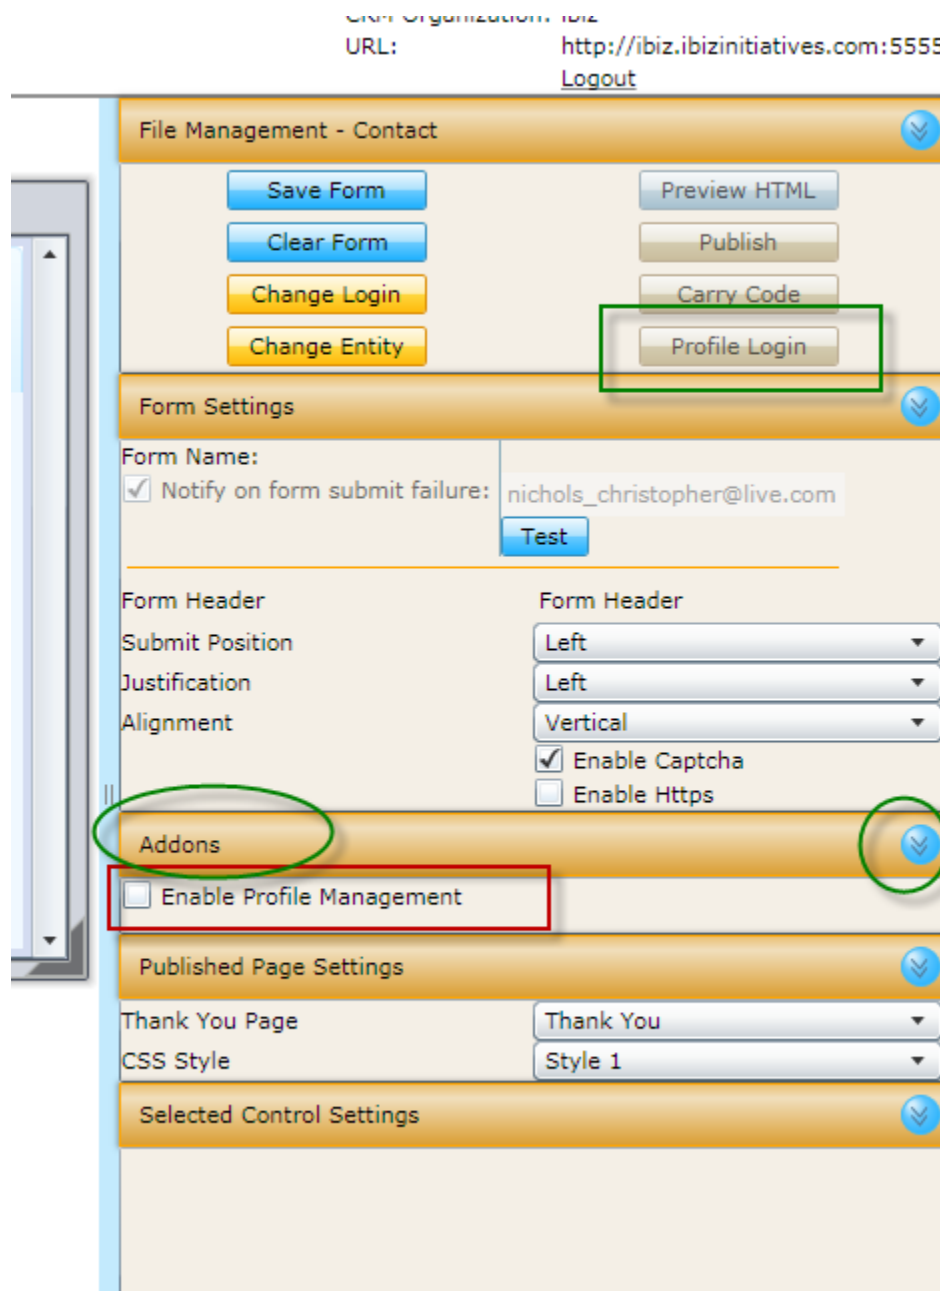 CRM Organization: ibiz
URL: http://ibiz.ibizinitiatives.com:5555
Logout
File Management - Contact
Save Form Preview HTML
Clear Form Publish
Change Login Carry Code
Change Entity Profile Login
Form Settings
Form Name:
Notify on form submit failure: nichols_christopher@live.com
Test
Form Header Form Header
Submit Position Left
Justification Left
Alignment Vertical
Enable Captcha
Enable Https
Addons
Enable Profile Management
Published Page Settings
Thank You Page Thank You
CSS Style Style 1
Selected Control Settings